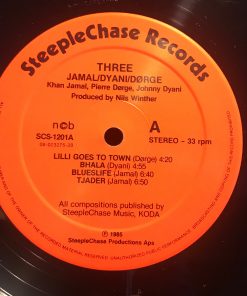 SteepleChase Records
THREE
JAMAL/DYANI/DØRGE
Khan Jamal, Pierre Dørge, Johnny Dyani
Produced by Nils Winther
n©b
SCS-1201A
A
STEREO – 33 rpm
LILLI GOES TO TOWN (Dørge) 4:20
BHALA (Dyani) 4:55
BLUESLIFE (Jamal) 6:40
TJADER (Jamal) 6:50
All compositions published by
SteepleChase Music, KODA
℗ 1985
SteepleChase Productions Aps